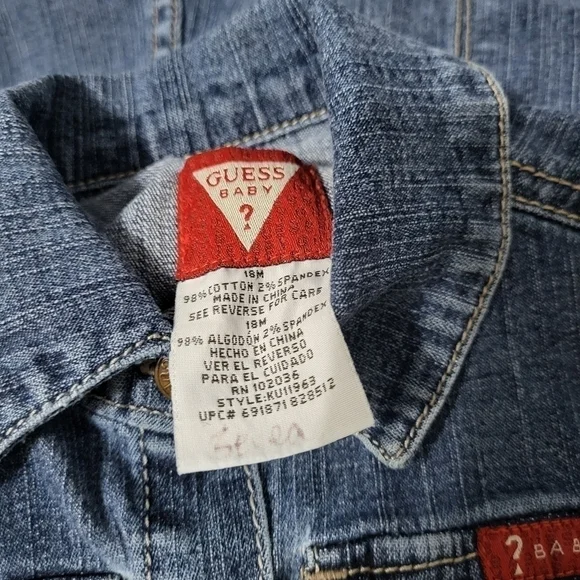 GUESS
BABY
?
18M
98% COTTON 2% SPANDEX
MADE IN CHINA
SEE REVERSE FOR CARE
18M
98% ALGODÓN 2% SPANDEX
HECHO EN CHINA
VER EL REVERSO
PARA EL CUIDADO
RN 102036
STYLE:KU11963
UPC# 691871828512
? BABY